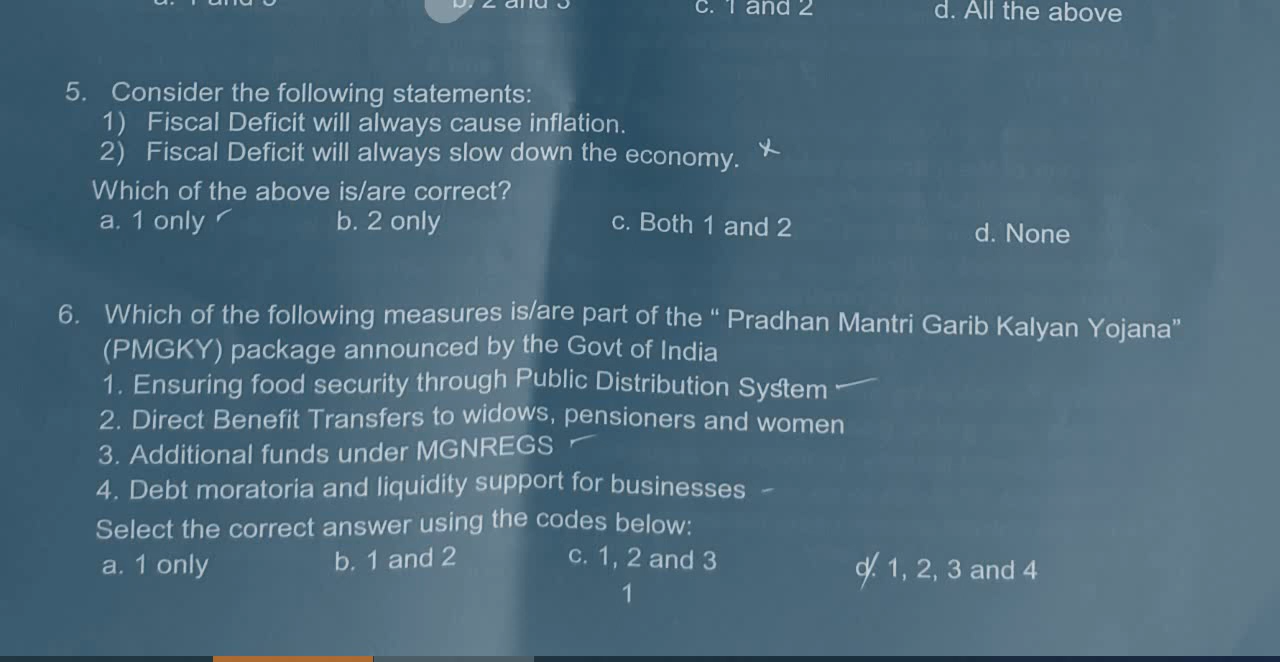 c. 1 and 2 d. All the above
5. Consider the following statements:
1) Fiscal Deficit will always cause inflation.
2) Fiscal Deficit will always slow down the economy.
Which of the above is/are correct?
a. 1 only b. 2 only c. Both 1 and 2 d. None
6. Which of the following measures is/are part of the “ Pradhan Mantri Garib Kalyan Yojana”
(PMGKY) package announced by the Govt of India
1. Ensuring food security through Public Distribution System
2. Direct Benefit Transfers to widows, pensioners and women
3. Additional funds under MGNREGS
4. Debt moratoria and liquidity support for businesses
Select the correct answer using the codes below:
a. 1 only b. 1 and 2 c. 1, 2 and 3 d. 1, 2, 3 and 4
1